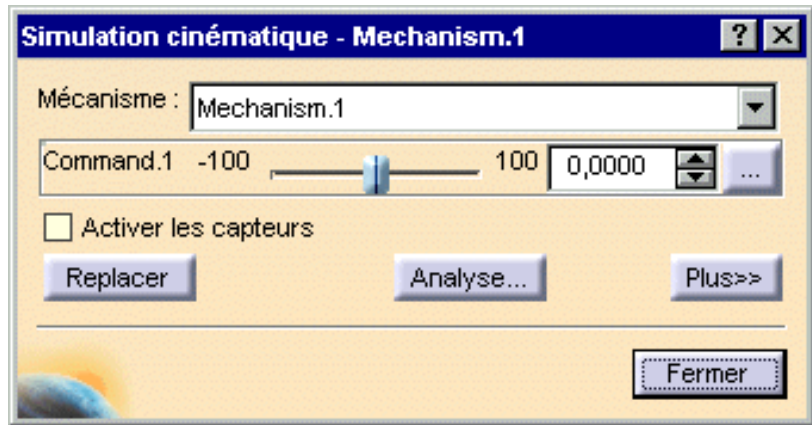 Simulation cinématique - Mechanism.1 ? X
Mécanisme : Mechanism.1
Command.1 -100 100 0,0000 ...
Activer les capteurs
Replacer Analyse... Plus>>
Fermer